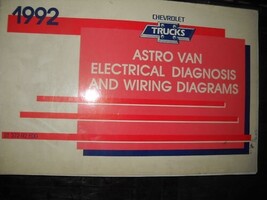 1992
CHEVROLET
TRUCKS
ASTRO VAN
ELECTRICAL DIAGNOSIS
AND WIRING DIAGRAMS